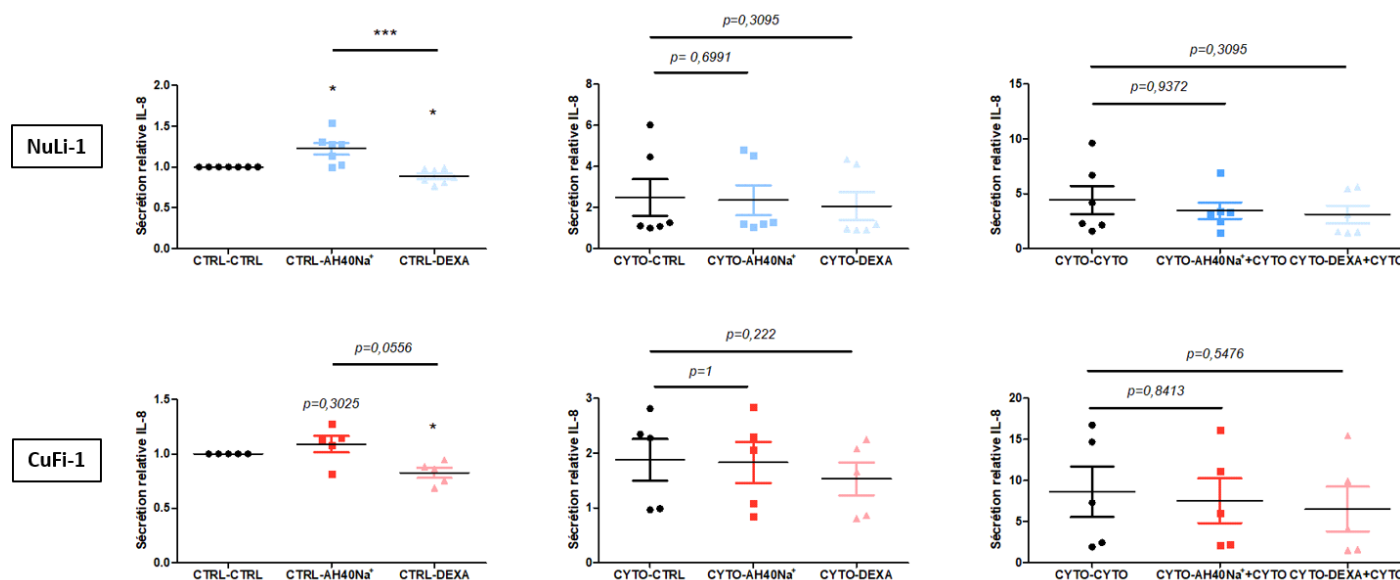 NuLi-1
Sécrétion relative IL-8
2.0
1.5
1.0
0.5
0.0
***
*
*
CTRL-CTRL CTRL-AH40Na⁺ CTRL-DEXA
Sécrétion relative IL-8
8
6
4
2
0
p=0,3095
p= 0,6991
CYTO-CTRL CYTO-AH40Na⁺ CYTO-DEXA
Sécrétion relative IL-8
15
10
5
0
p=0,3095
p=0,9372
CYTO-CYTO CYTO-AH40Na⁺+CYTO CYTO-DEXA+CYTO
CuFi-1
Sécrétion relative IL-8
1.5
1.0
0.5
0.0
p=0,0556
p=0,3025
*
CTRL-CTRL CTRL-AH40Na⁺ CTRL-DEXA
Sécrétion relative IL-8
3
2
1
0
p=0,222
p=1
CYTO-CTRL CYTO-AH40Na⁺ CYTO-DEXA
Sécrétion relative IL-8
20
15
10
5
0
p=0,5476
p=0,8413
CYTO-CYTO CYTO-AH40Na⁺+CYTO CYTO-DEXA+CYTO